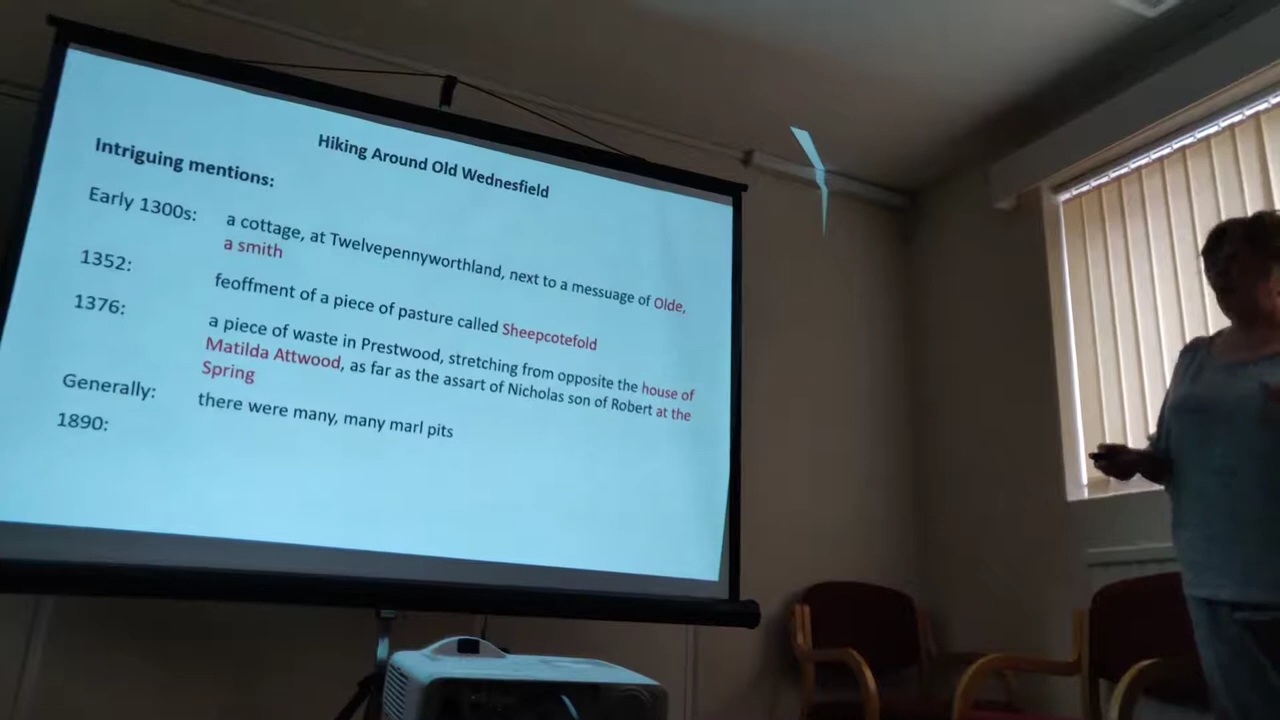 Hiking Around Old Wednesfield
Intriguing mentions:
Early 1300s: a cottage, at Twelvepennyworthland, next to a messuage of Olde,
a smith
1352: feoffment of a piece of pasture called Sheepcotefold
1376: a piece of waste in Prestwood, stretching from opposite the house of
Matilda Attwood, as far as the assart of Nicholas son of Robert at the
Spring
Generally: there were many, many marl pits
1890: